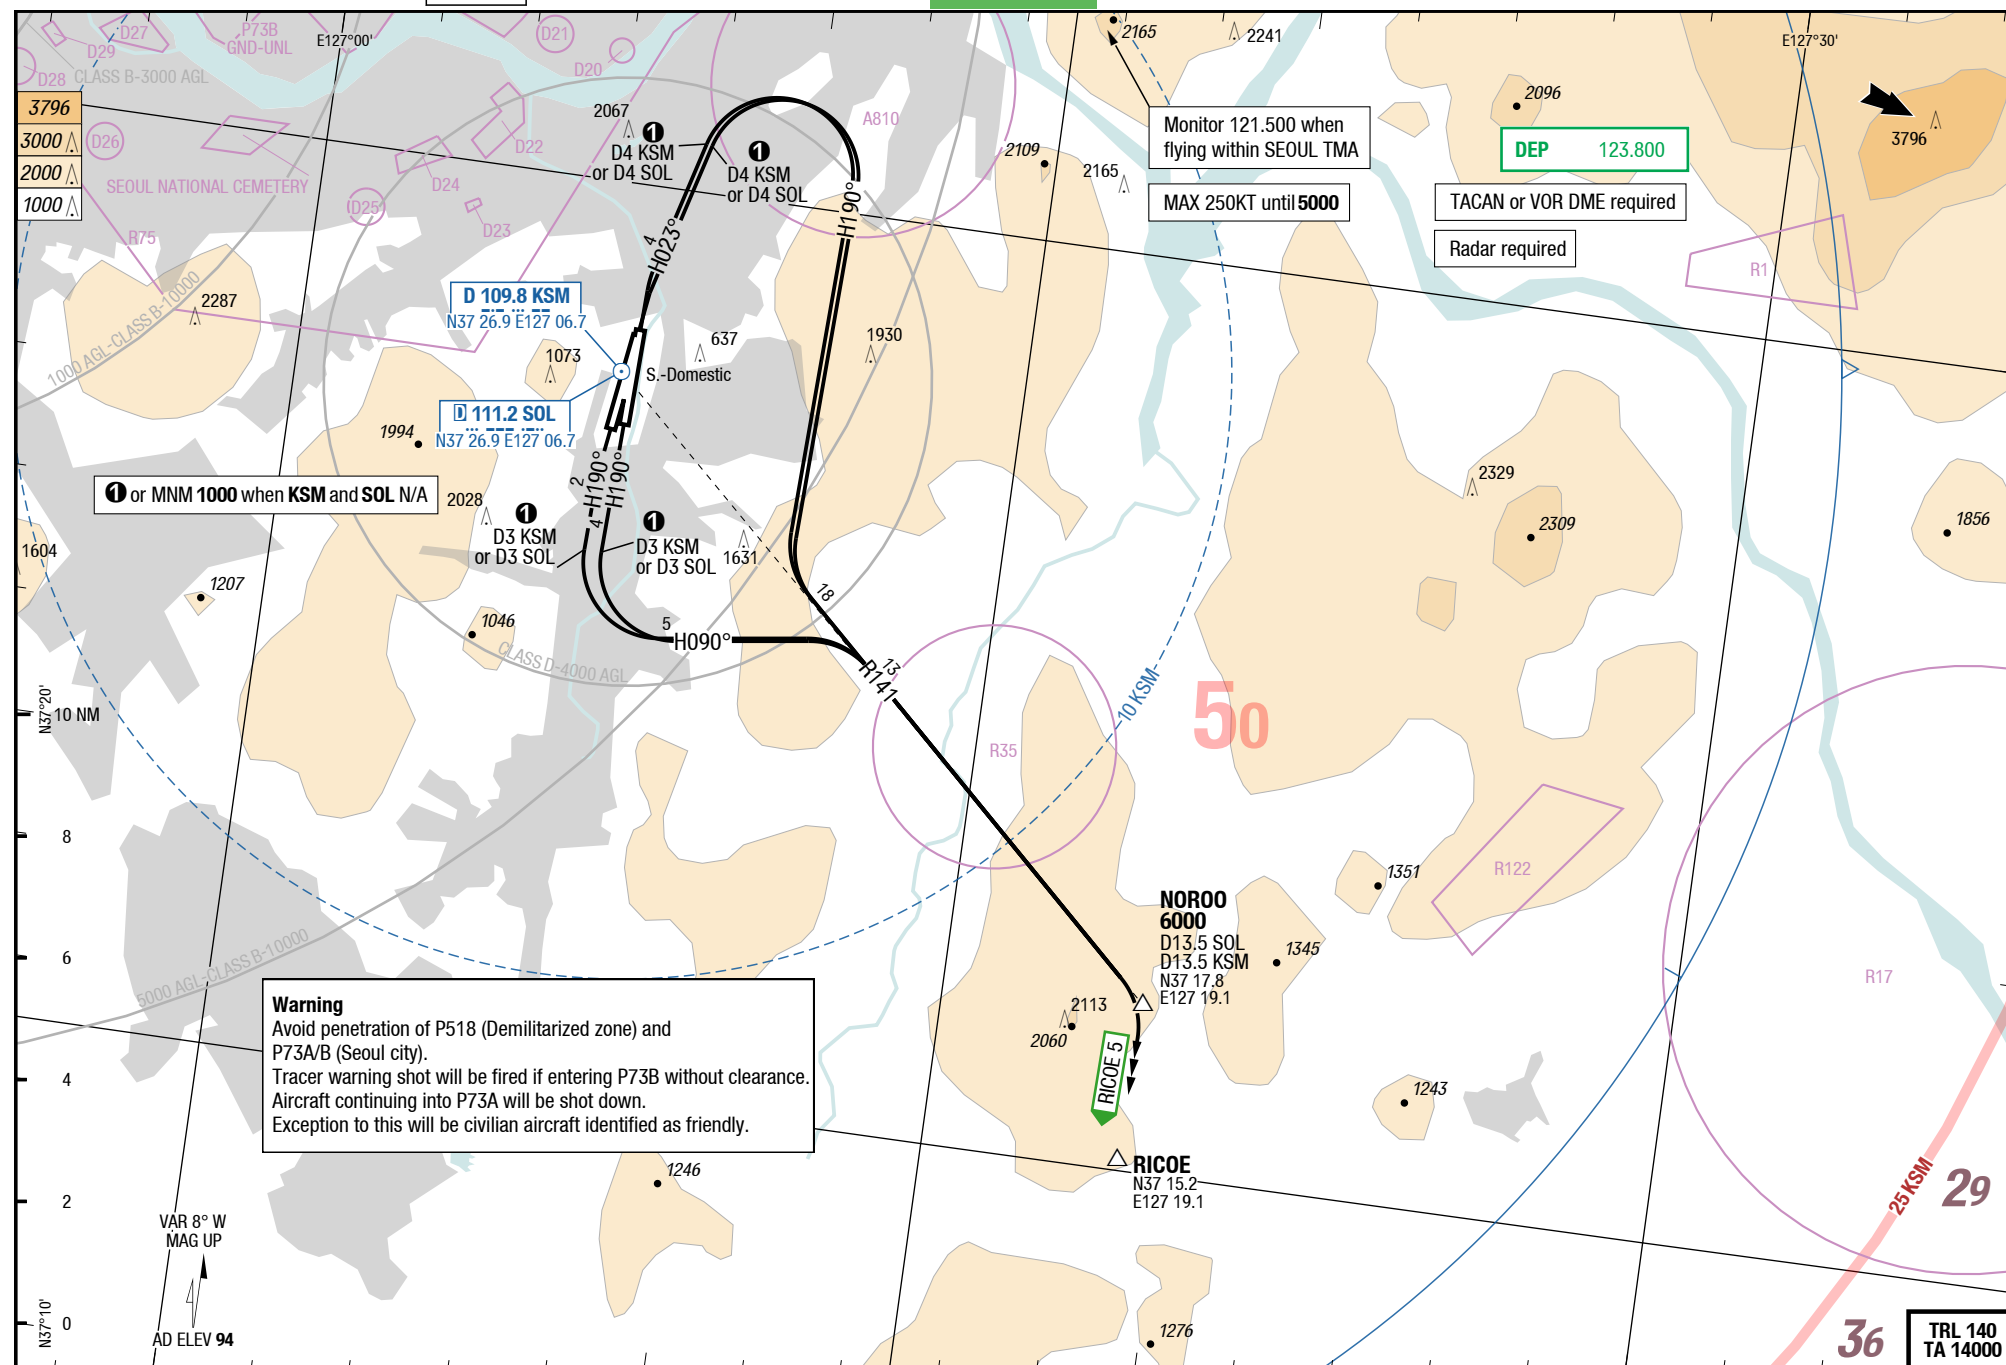 D29
D27
P73B
GND-UNL
E127°00'
D21
D20
D28
CLASS B-3000 AGL
2165
2241
E127°30'
3796
3000
2000
1000
D26
SEOUL NATIONAL CEMETERY
D25
D24
D22
D23
R75
2067
1
D4 KSM
or D4 SOL
1
D4 KSM
or D4 SOL
A810
2109
2165
Monitor 121.500 when
flying within SEOUL TMA
MAX 250KT until 5000
2096
DEP 123.800
TACAN or VOR DME required
Radar required
3796
R1
4
H023°
H190°
2287
1000 AGL-CLASS B-10000
D 109.8 KSM
N37 26.9 E127 06.7
1073
637
S.-Domestic
1930
D 111.2 SOL
N37 26.9 E127 06.7
1994
1 or MNM 1000 when KSM and SOL N/A
2028
2
H190°
4
H190°
1
D3 KSM
or D3 SOL
1
D3 KSM
or D3 SOL
1631
2329
2309
1856
1604
1207
1046
CLASS D-4000 AGL
5
H090°
18
13
R141
N37°20'
10 NM
R35
10 KSM
50
8
6
4
2
0
1351
R122
R17
5000 AGL-CLASS B-10000
NOROO
6000
D13.5 SOL
D13.5 KSM
N37 17.8
E127 19.1
1345
2113
2060
RICOE 5
1243
Warning
Avoid penetration of P518 (Demilitarized zone) and
P73A/B (Seoul city).
Tracer warning shot will be fired if entering P73B without clearance.
Aircraft continuing into P73A will be shot down.
Exception to this will be civilian aircraft identified as friendly.
RICOE
N37 15.2
E127 19.1
1246
25 KSM
29
VAR 8° W
MAG UP
AD ELEV 94
N37°10'
1276
36
TRL 140
TA 14000